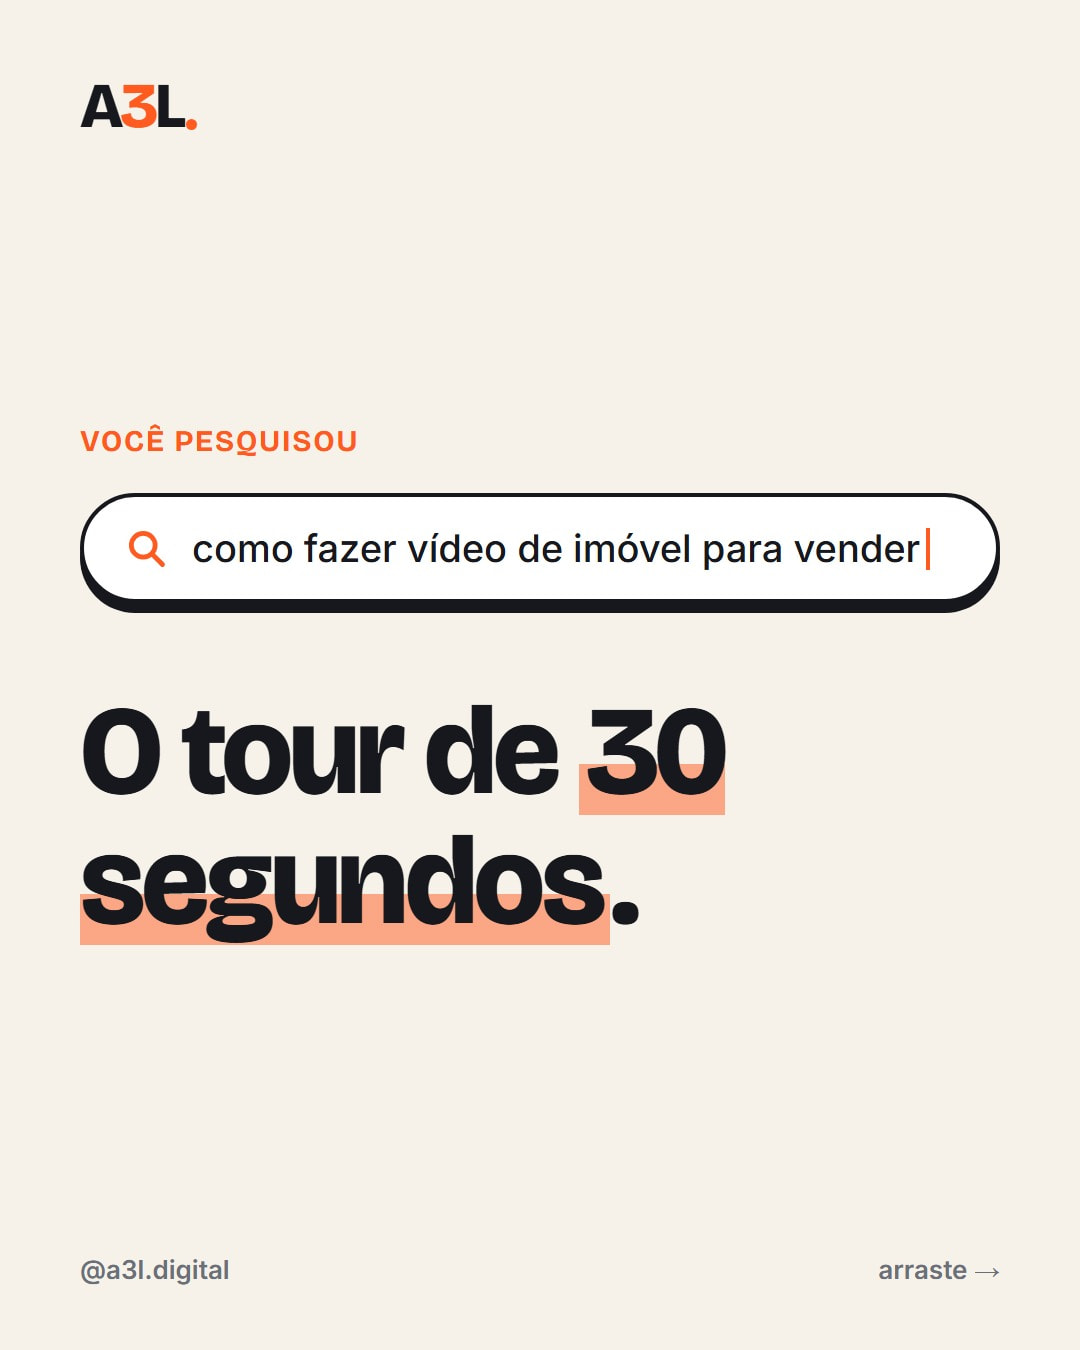 A3L.
VOCÊ PESQUISOU
como fazer vídeo de imóvel para vender
O tour de 30
segundos.
@a3l.digital
arraste →